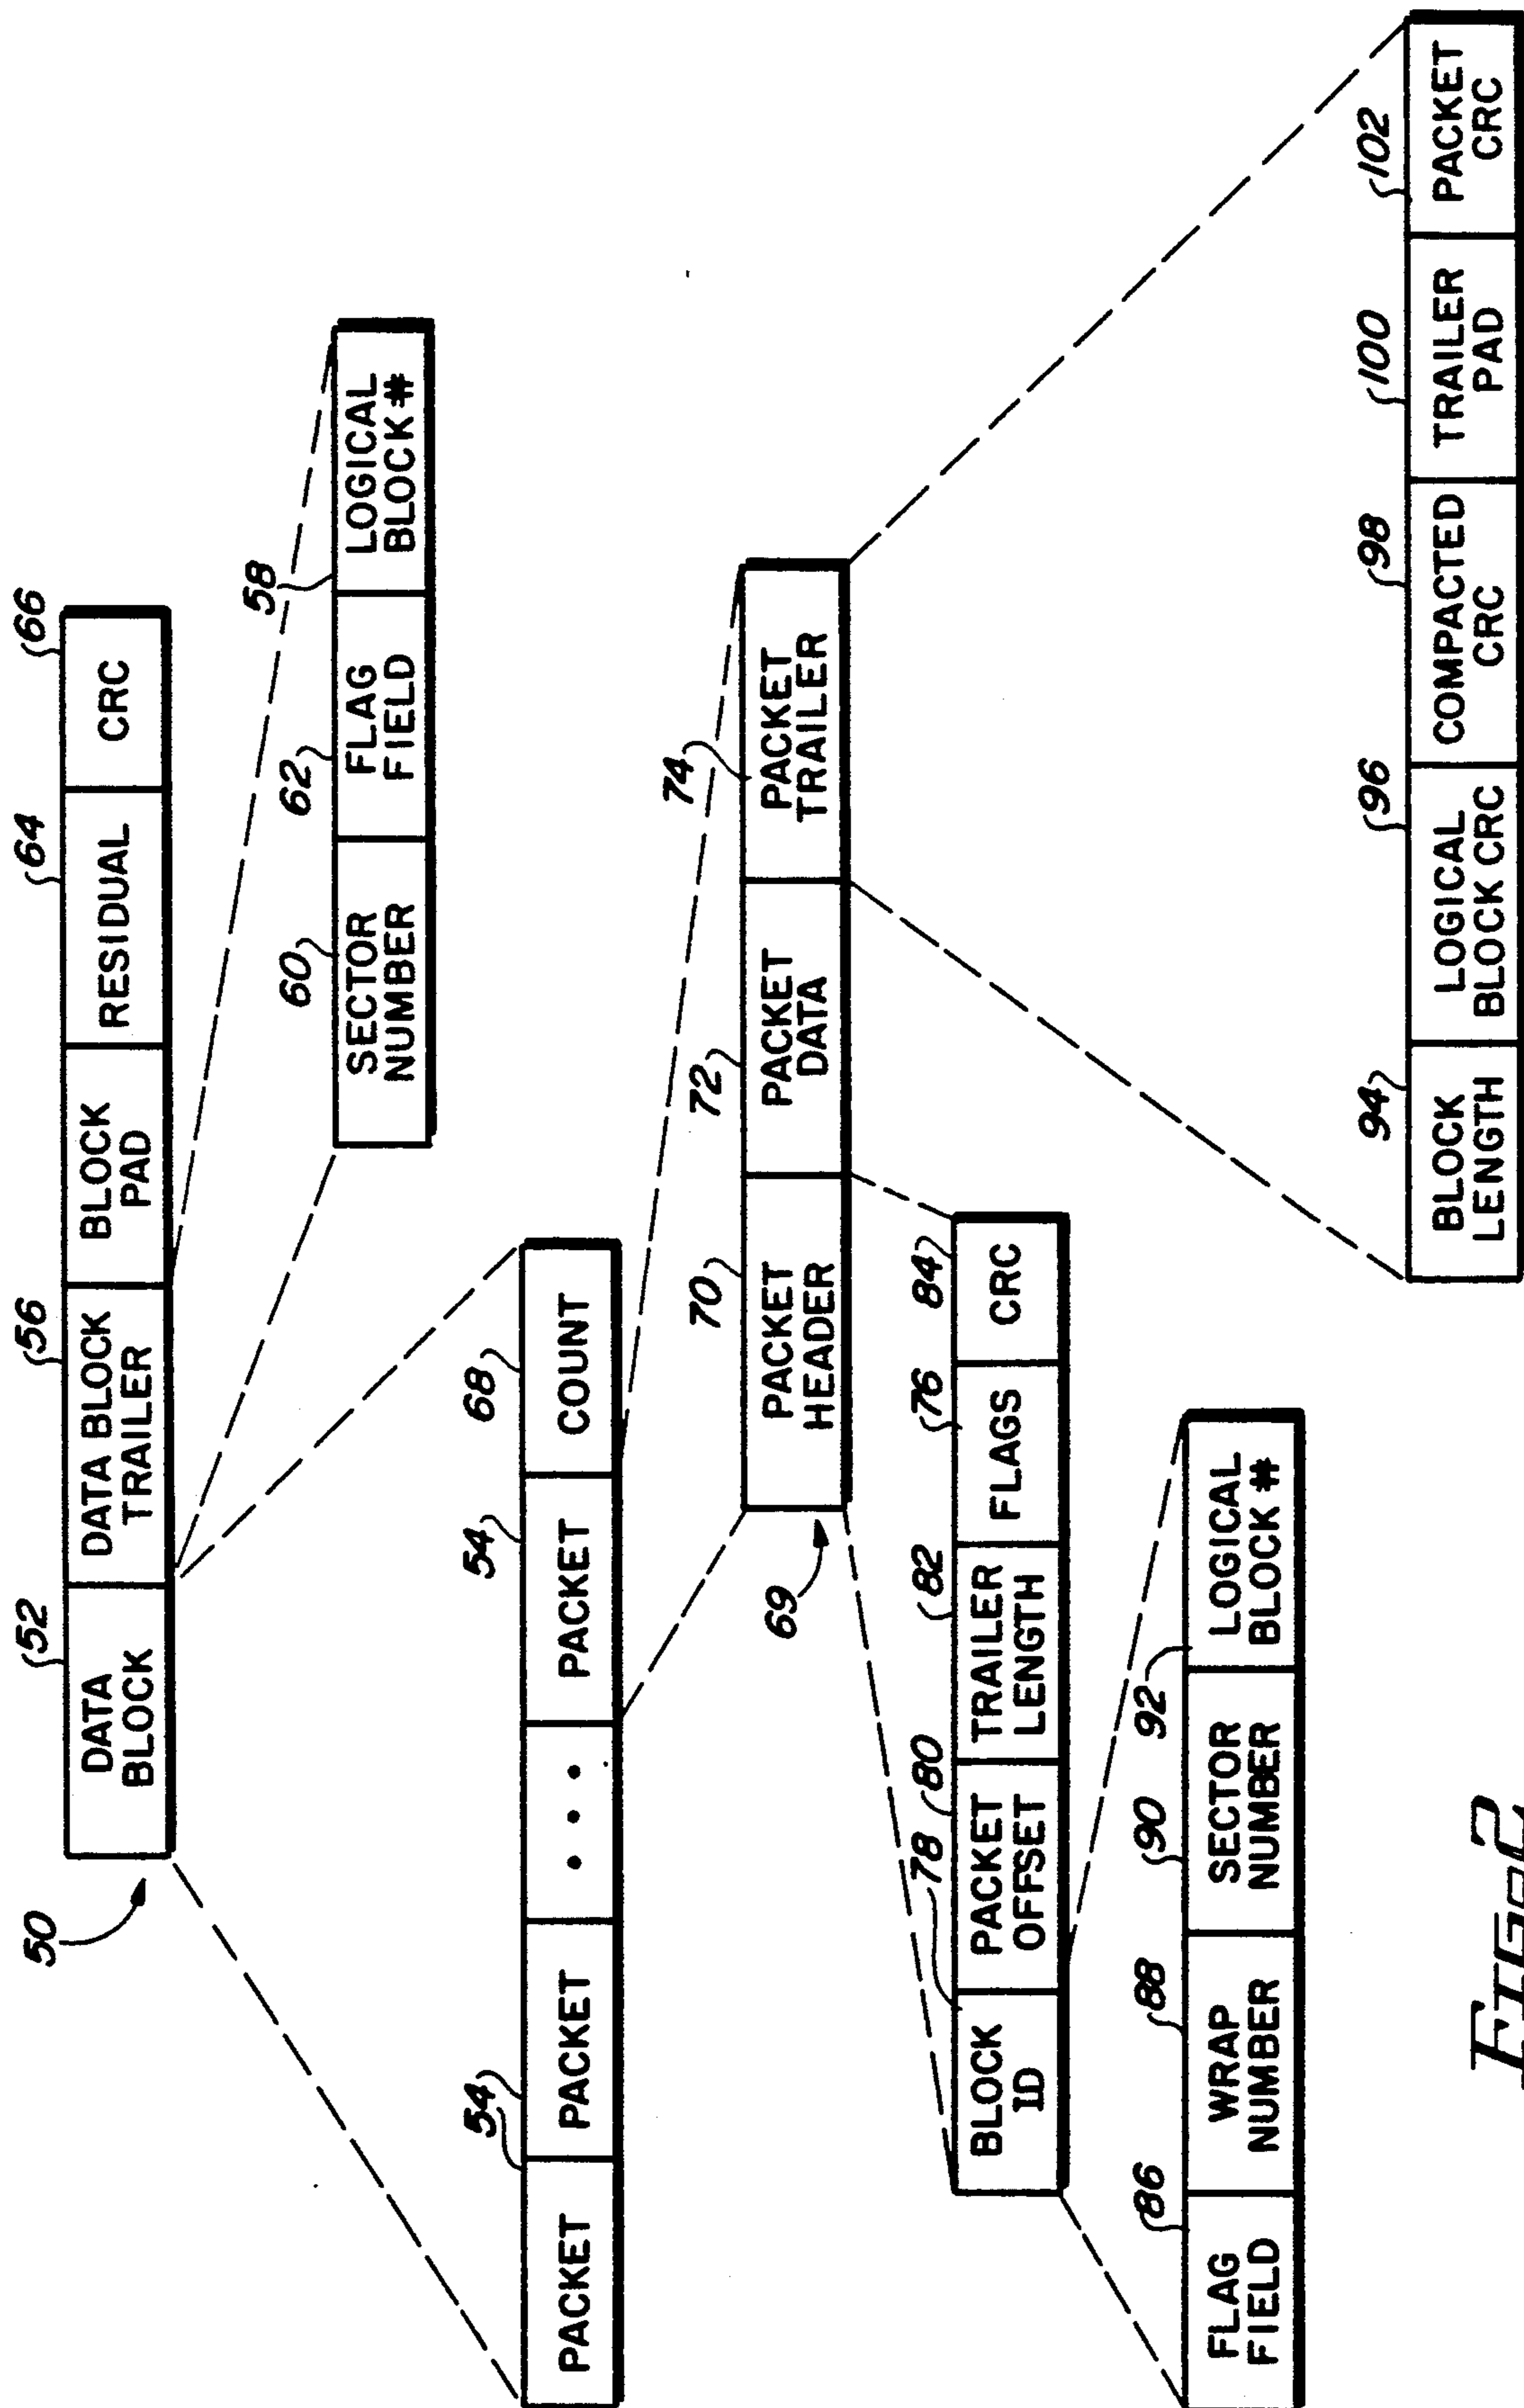 52
56
64
66
DATA
BLOCK
DATA BLOCK
TRAILER
BLOCK
PAD
RESIDUAL
CRC
50
60
62
58
SECTOR
NUMBER
FLAG
FIELD
LOGICAL
BLOCK #
54
54
68
PACKET
PACKET
• • •
PACKET
COUNT
70
72
74
PACKET
HEADER
PACKET
DATA
PACKET
TRAILER
69
78
80
82
76
84
BLOCK
ID
PACKET
OFFSET
TRAILER
LENGTH
FLAGS
CRC
86
88
90
92
FLAG
FIELD
WRAP
NUMBER
SECTOR
NUMBER
LOGICAL
BLOCK #
94
96
98
100
102
BLOCK
LENGTH
LOGICAL
BLOCK CRC
COMPACTED
CRC
TRAILER
PAD
PACKET
CRC
FIG. 2